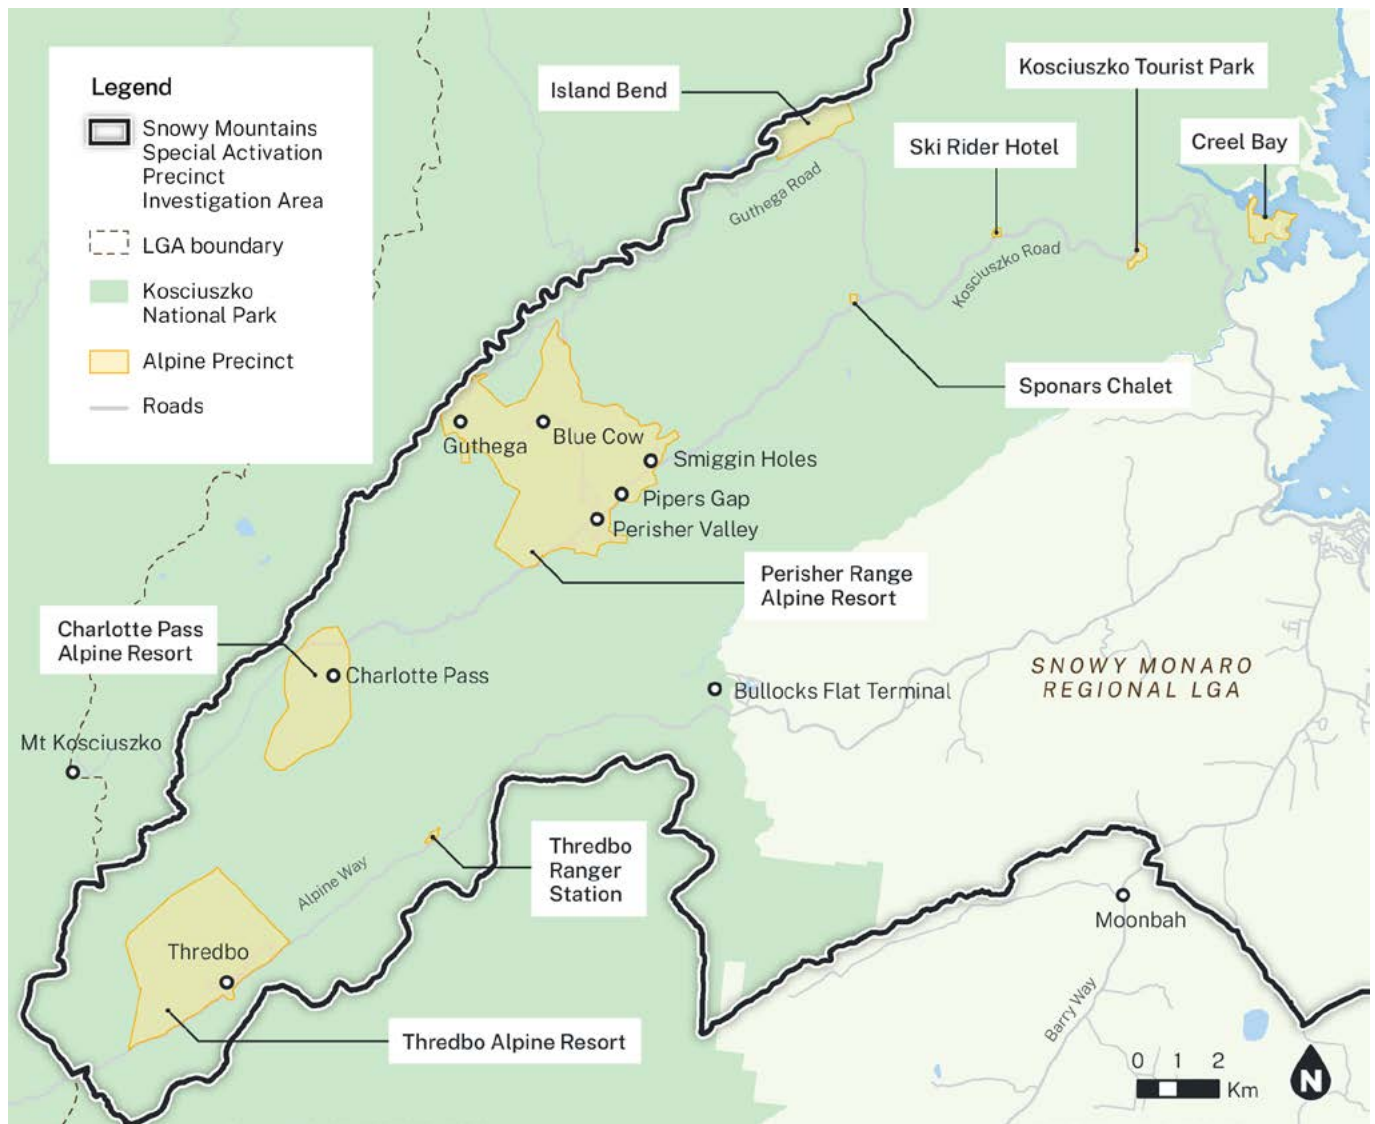 Legend
Snowy Mountains
Special Activation
Precinct
Investigation Area
LGA boundary
Kosciuszko
National Park
Alpine Precinct
Roads
Island Bend
Kosciuszko Tourist Park
Ski Rider Hotel
Creel Bay
Guthega Road
Kosciuszko Road
Sponars Chalet
Guthega
Blue Cow
Smiggin Holes
Pipers Gap
Perisher Valley
Perisher Range
Alpine Resort
Charlotte Pass
Alpine Resort
Charlotte Pass
SNOWY MONARO
REGIONAL LGA
Bullocks Flat Terminal
Mt Kosciuszko
Thredbo
Ranger
Station
Alpine Way
Moonbah
Thredbo
Barry Way
Thredbo Alpine Resort
0 1 2
Km
N